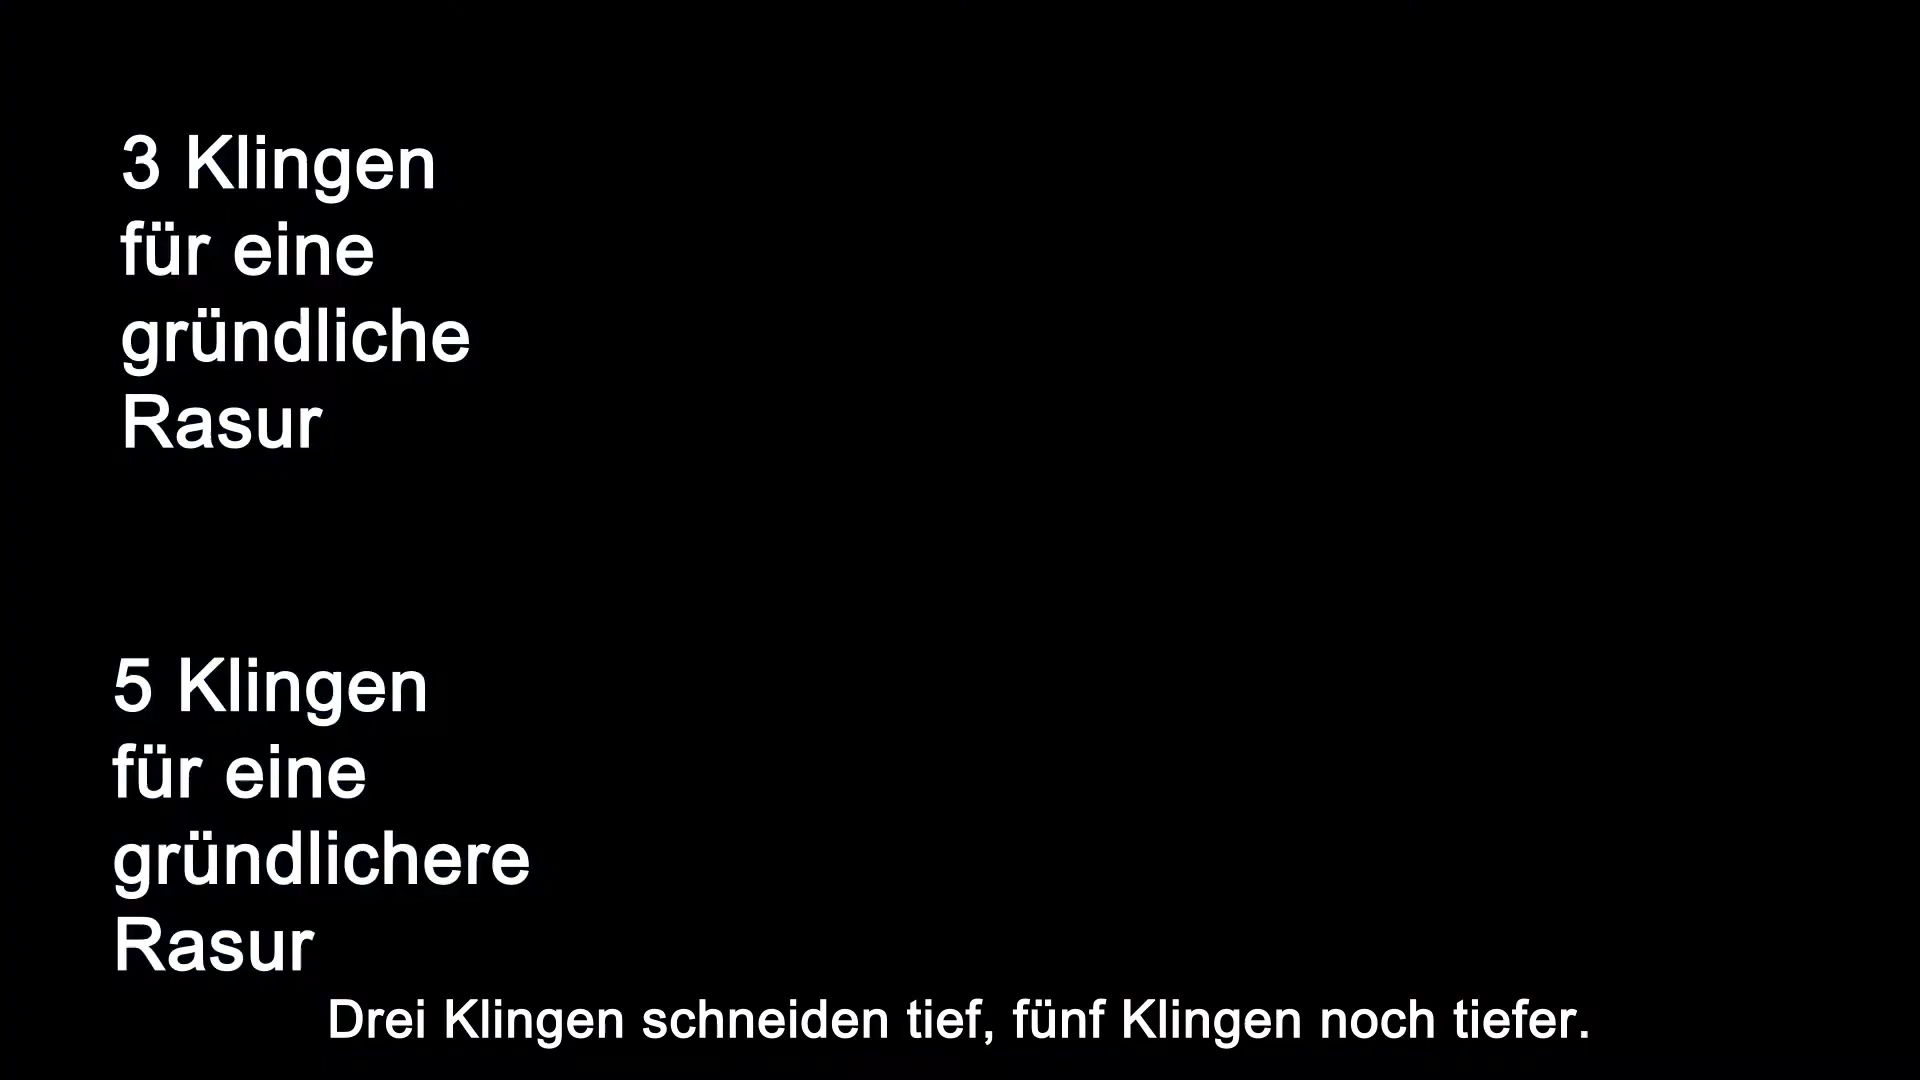 3 Klingen
für eine
gründliche
Rasur
5 Klingen
für eine
gründlichere
Rasur
Drei Klingen schneiden tief, fünf Klingen noch tiefer.